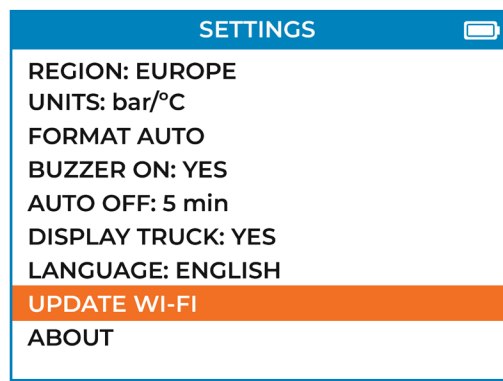 SETTINGS
REGION: EUROPE
UNITS: bar/°C
FORMAT AUTO
BUZZER ON: YES
AUTO OFF: 5 min
DISPLAY TRUCK: YES
LANGUAGE: ENGLISH
UPDATE WI-FI
ABOUT